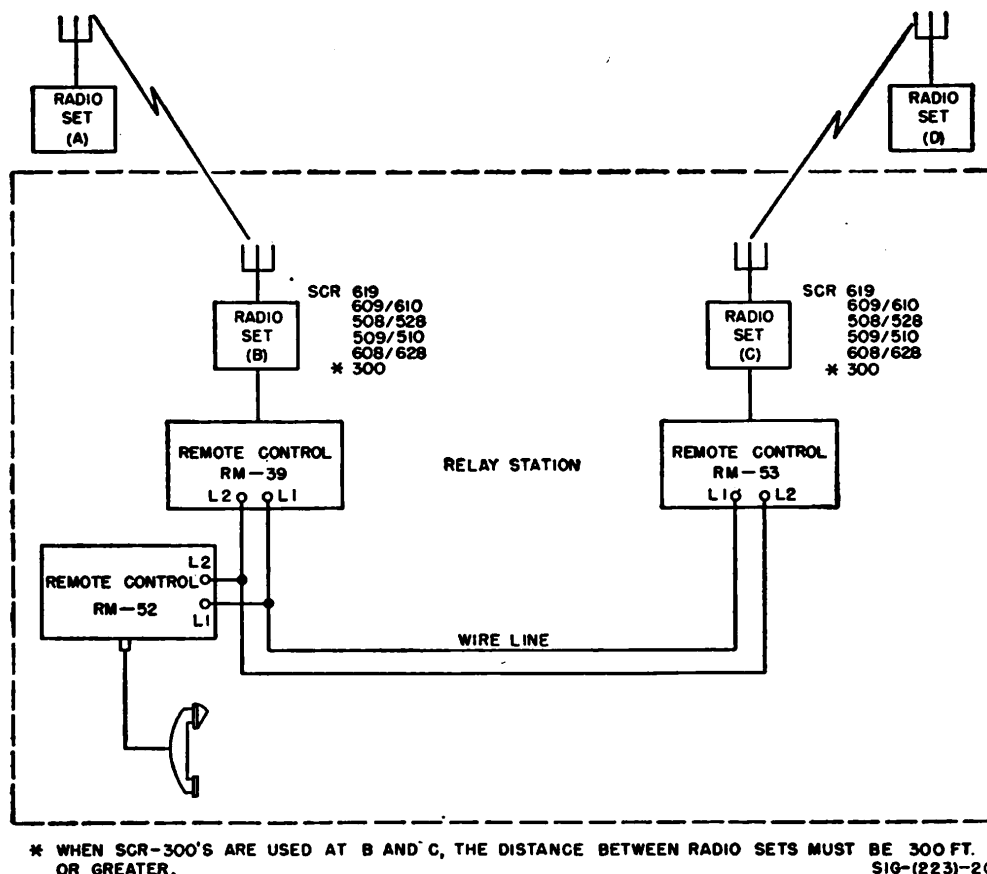 RADIO
SET
(A)
RADIO
SET
(D)
RADIO
SET
(B)
SCR 619
609/610
508/528
509/510
608/628
* 300
RADIO
SET
(C)
SCR 619
609/610
508/528
509/510
608/628
* 300
REMOTE CONTROL
RM-39
L2 L1
RELAY STATION
REMOTE CONTROL
RM-53
L1 L2
L2
REMOTE CONTROL
RM-52
L1
WIRE LINE
* WHEN SCR-300'S ARE USED AT B AND C, THE DISTANCE BETWEEN RADIO SETS MUST BE 300 FT.
OR GREATER.
SIG-(223)-20